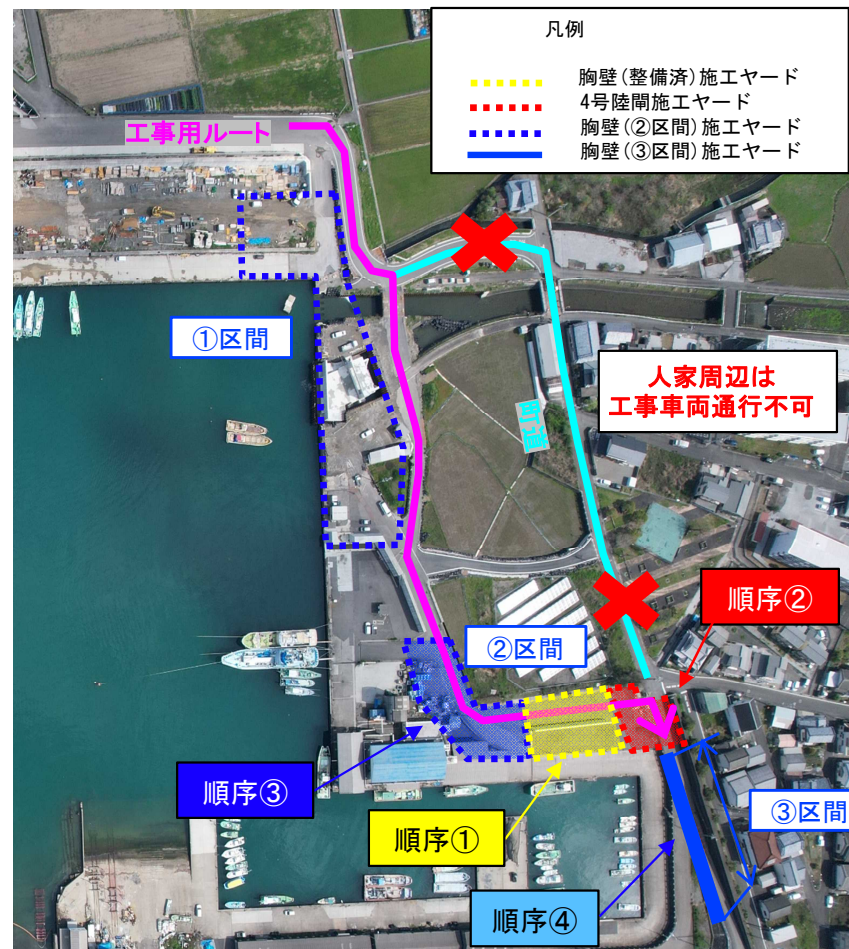 凡例
胸壁(整備済)施工ヤード
4号陸閘施工ヤード
胸壁(②区間)施工ヤード
胸壁(③区間)施工ヤード
工事用ルート
①区間
人家周辺は
工事車両通行不可
町道
順序②
②区間
順序③
順序①
③区間
順序④